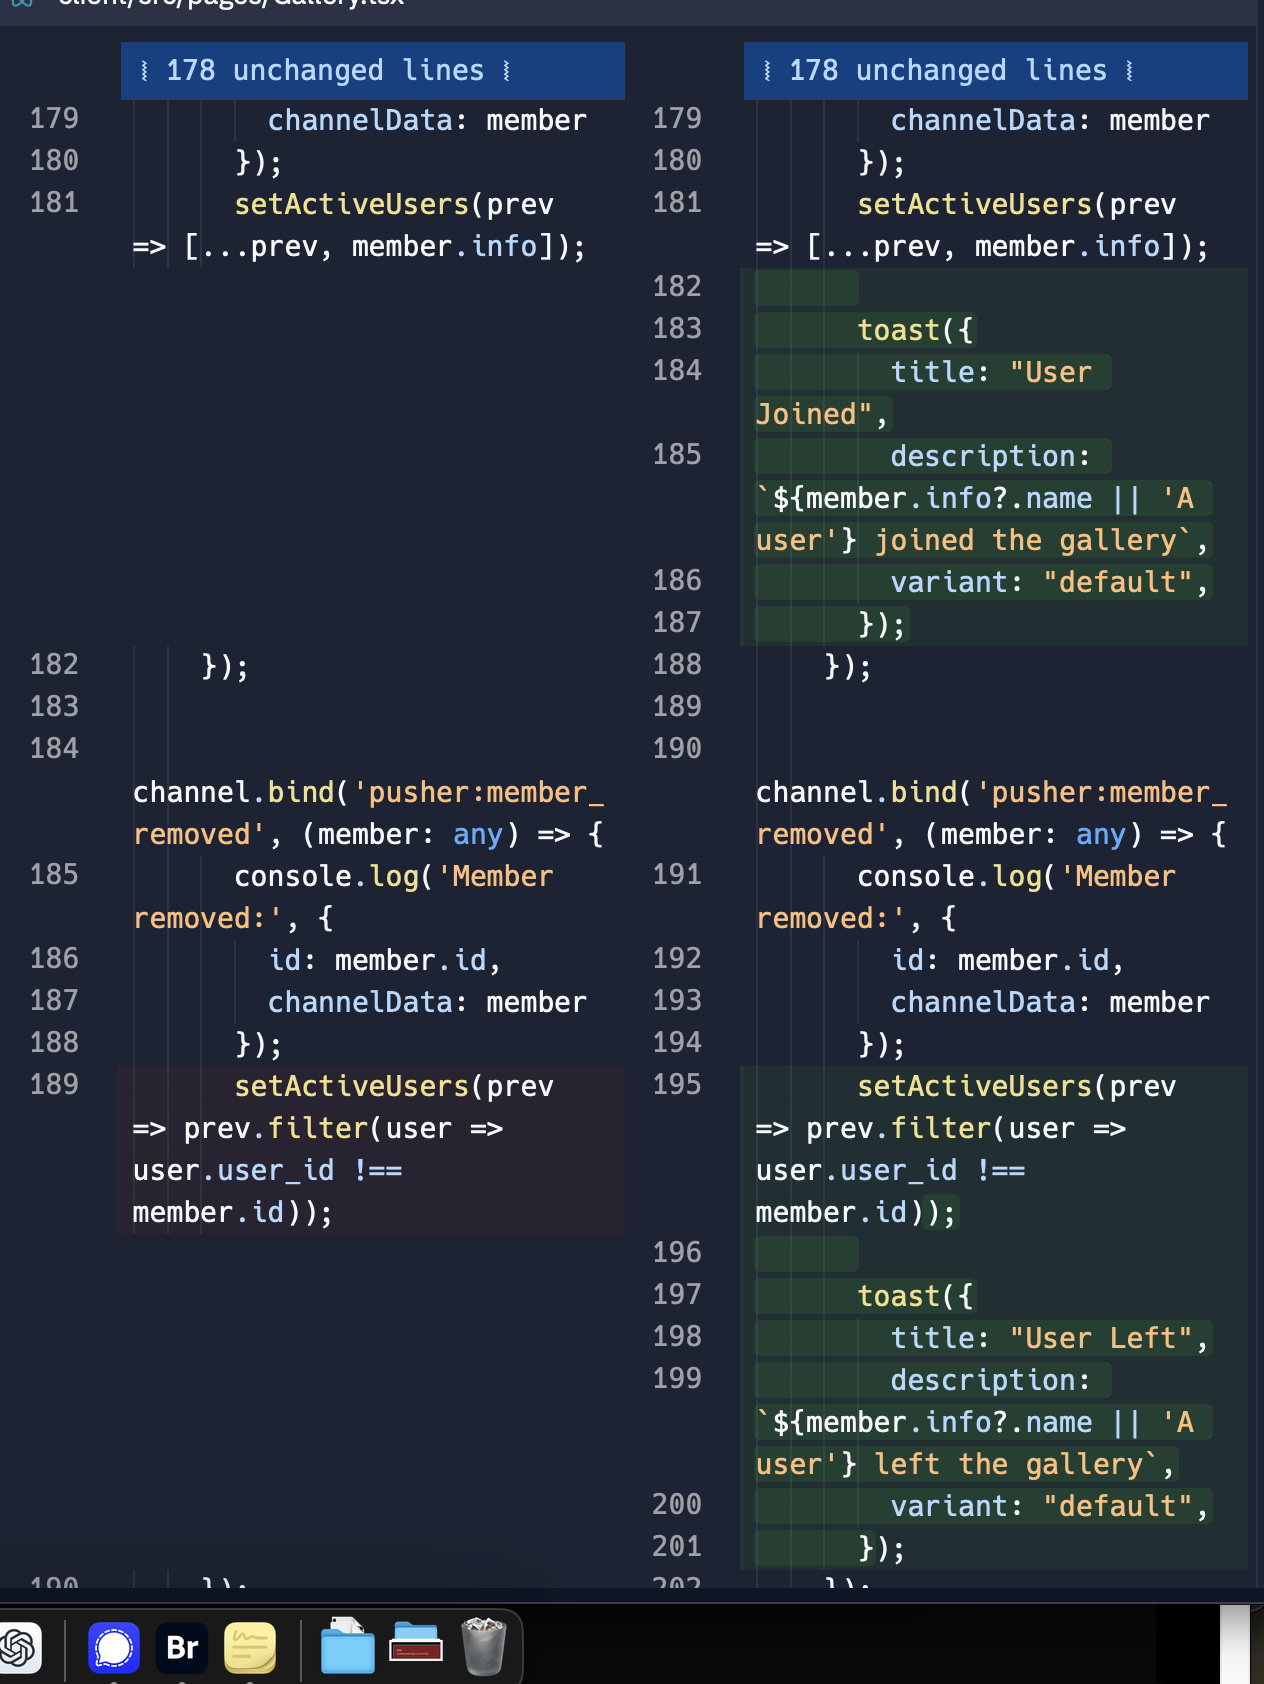 client/src/pages/Gallery.tsx
178 unchanged lines
179 channelData: member
180 });
181 setActiveUsers(prev
=> [...prev, member.info]);
182 });
183
184
channel.bind('pusher:member_
removed', (member: any) => {
185 console.log('Member
removed:', {
186 id: member.id,
187 channelData: member
188 });
189 setActiveUsers(prev
=> prev.filter(user =>
user.user_id !==
member.id));
190 });
178 unchanged lines
179 channelData: member
180 });
181 setActiveUsers(prev
=> [...prev, member.info]);
182
183 toast({
184 title: "User
Joined",
185 description:
`${member.info?.name || 'A
user'} joined the gallery`,
186 variant: "default",
187 });
188 });
189
190
channel.bind('pusher:member_
removed', (member: any) => {
191 console.log('Member
removed:', {
192 id: member.id,
193 channelData: member
194 });
195 setActiveUsers(prev
=> prev.filter(user =>
user.user_id !==
member.id));
196
197 toast({
198 title: "User Left",
199 description:
`${member.info?.name || 'A
user'} left the gallery`,
200 variant: "default",
201 });
202 });
Br